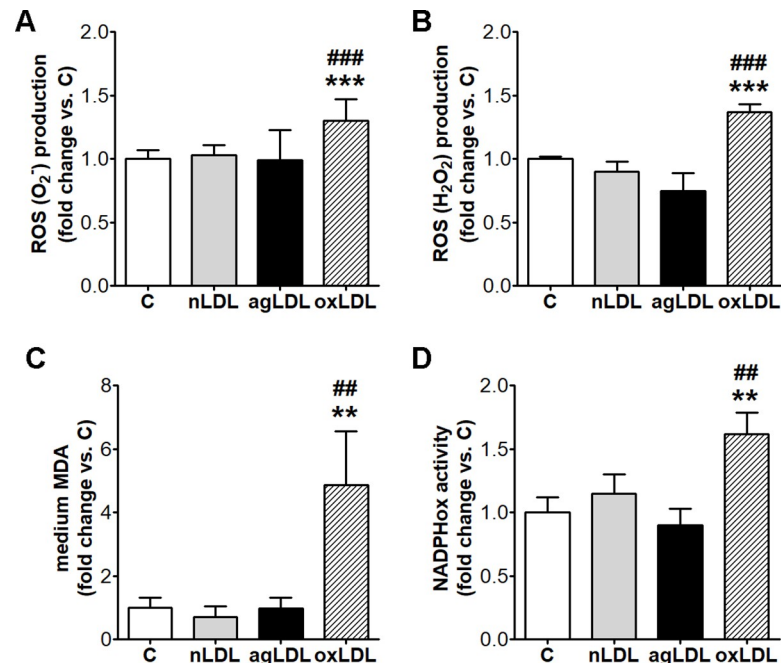 A
ROS (O₂⁻) production
(fold change vs. C)
2.0
1.5
1.0
0.5
0.0
###
***
C nLDL agLDL oxLDL
B
ROS (H₂O₂) production
(fold change vs. C)
2.0
1.5
1.0
0.5
0.0
###
***
C nLDL agLDL oxLDL
C
medium MDA
(fold change vs. C)
8
6
4
2
0
##
**
C nLDL agLDL oxLDL
D
NADPHox activity
(fold change vs. C)
2.0
1.5
1.0
0.5
0.0
##
**
C nLDL agLDL oxLDL